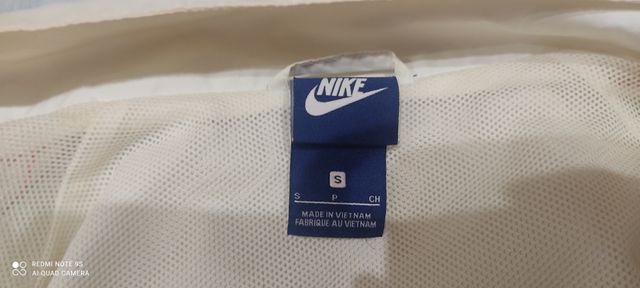 NIKE
S
S P CH
MADE IN VIETNAM
FABRIQUE AU VIETNAM
REDMI NOTE 9S
AI QUAD CAMERA